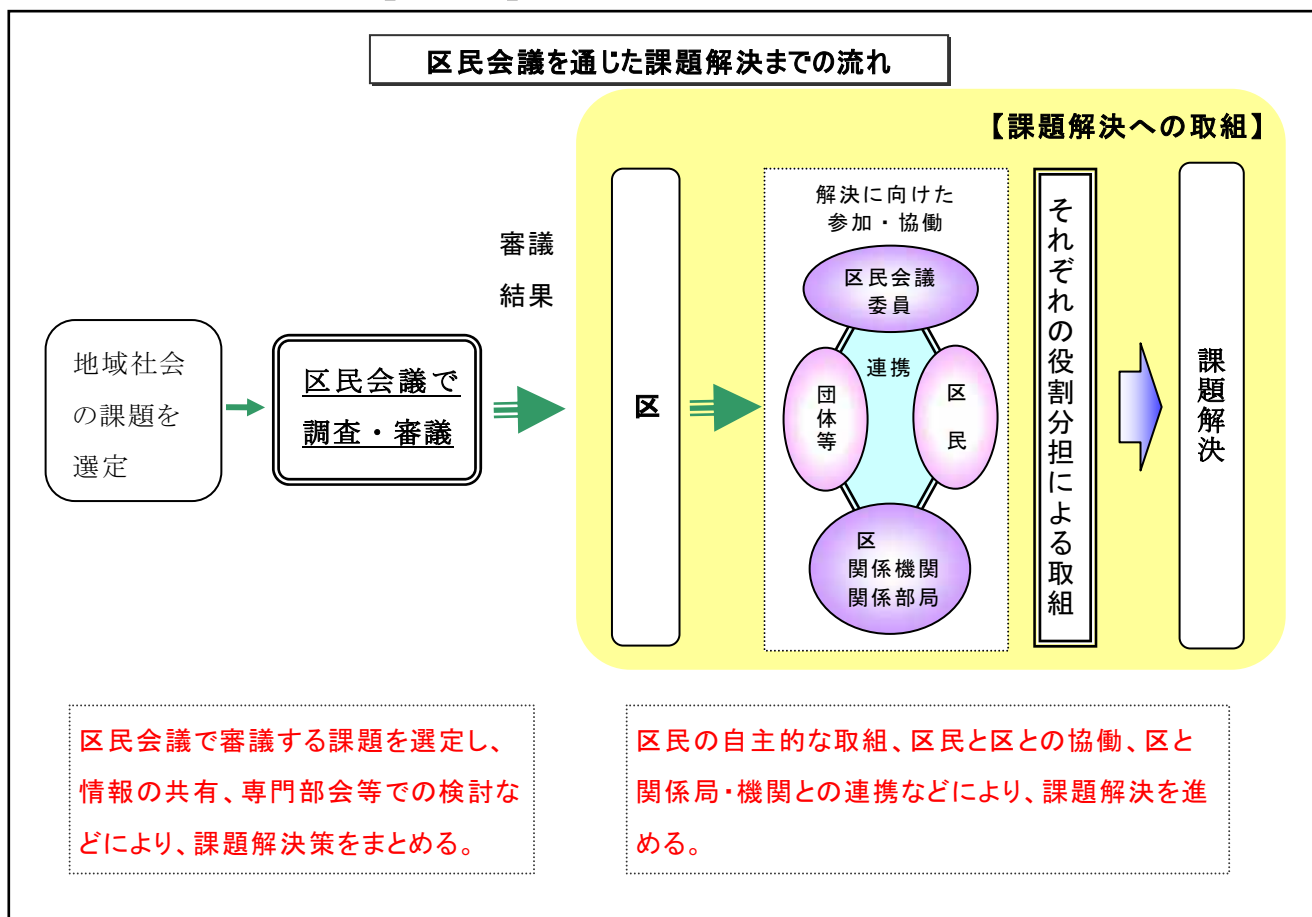 区民会議を通じた課題解決までの流れ
【課題解決への取組】
地域社会
の課題を
選定
区民会議で
調査・審議
審議
結果
区
解決に向けた
参加・協働
区民会議
委員
連携
団体等
区民
区
関係機関
関係部局
それぞれの役割分担による取組
課題解決
区民会議で審議する課題を選定し、
情報の共有、専門部会等での検討な
どにより、課題解決策をまとめる。
区民の自主的な取組、区民と区との協働、区と
関係局・機関との連携などにより、課題解決を進
める。